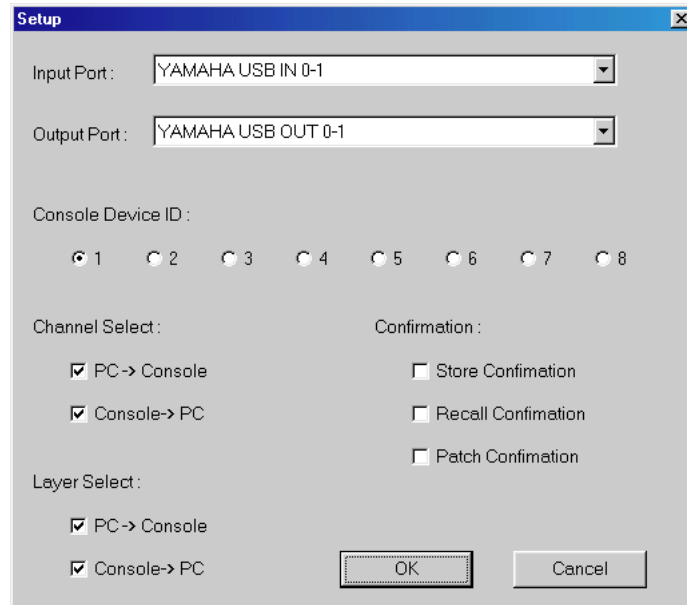 Setup
Input Port : YAMAHA USB IN 0-1
Output Port : YAMAHA USB OUT 0-1
Console Device ID :
1 2 3 4 5 6 7 8
Channel Select :
PC -> Console
Console-> PC
Confirmation :
Store Confimation
Recall Confimation
Patch Confimation
Layer Select :
PC -> Console
Console-> PC
OK Cancel